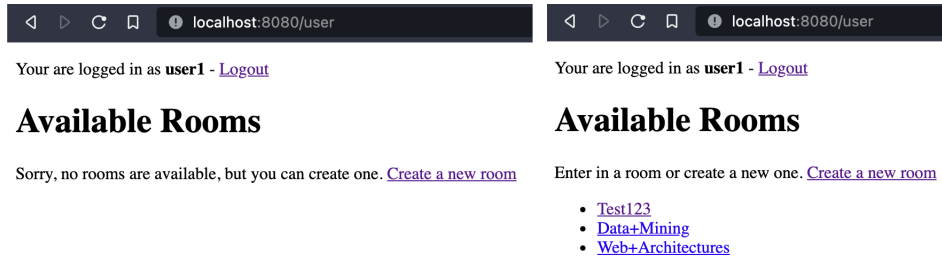 localhost:8080/user
Your are logged in as user1 - Logout
Available Rooms
Sorry, no rooms are available, but you can create one. Create a new room
localhost:8080/user
Your are logged in as user1 - Logout
Available Rooms
Enter in a room or create a new one. Create a new room
Test123
Data+Mining
Web+Architectures